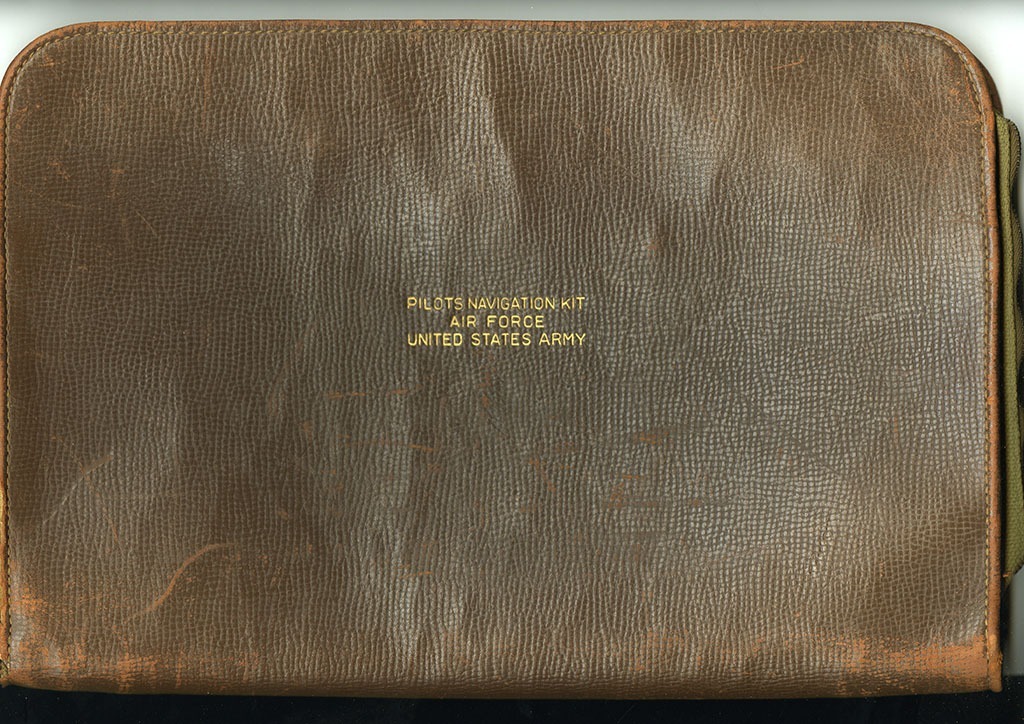 PILOTS NAVIGATION KIT
AIR FORCE
UNITED STATES ARMY